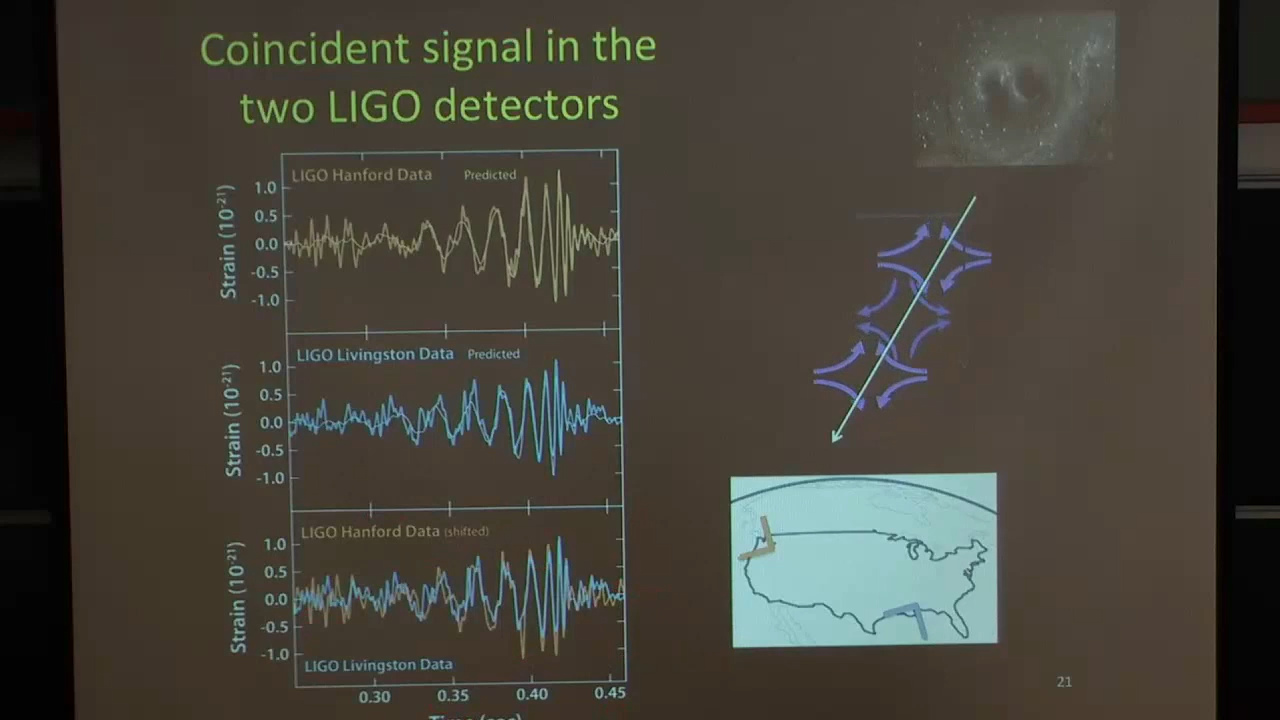 Coincident signal in the
two LIGO detectors
LIGO Hanford Data Predicted
Strain (10⁻²¹)
1.0
0.5
0.0
-0.5
-1.0
LIGO Livingston Data Predicted
Strain (10⁻²¹)
1.0
0.5
0.0
-0.5
-1.0
LIGO Hanford Data (shifted)
Strain (10⁻²¹)
1.0
0.5
0.0
-0.5
-1.0
LIGO Livingston Data
0.30 0.35 0.40 0.45
Time (sec)
21